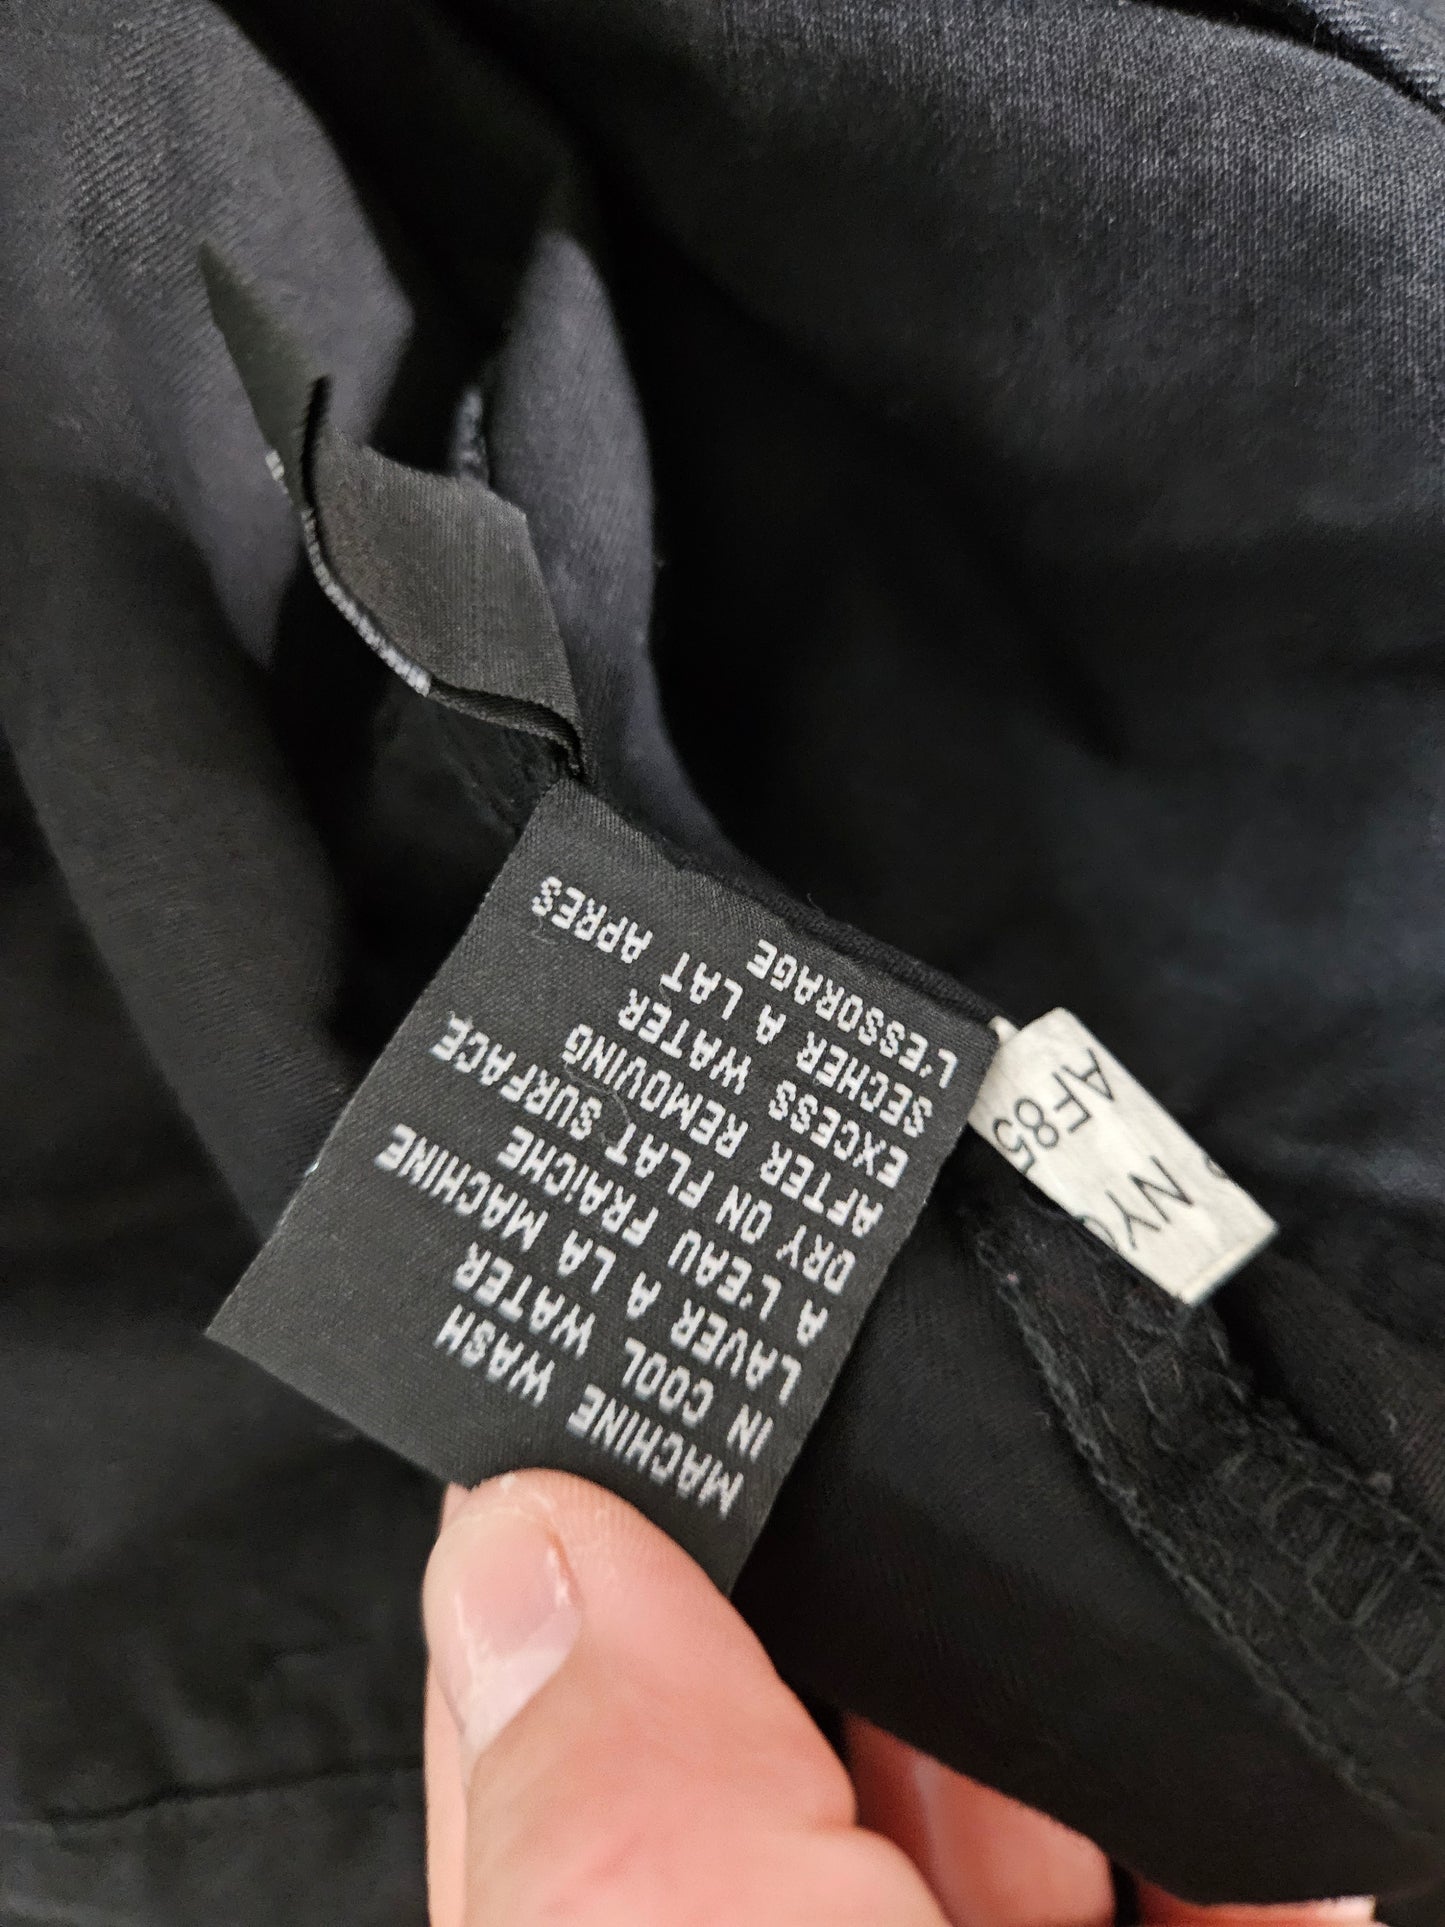 MACHINE WASH
IN COOL WATER
LAVER A LA MACHINE
A L'EAU FRAiCHE
DRY ON FLAT SURFACE
AFTER REMOVING
EXCESS WATER
SECHER A LAT APRES
L'ESSORAGE
AF85
NY